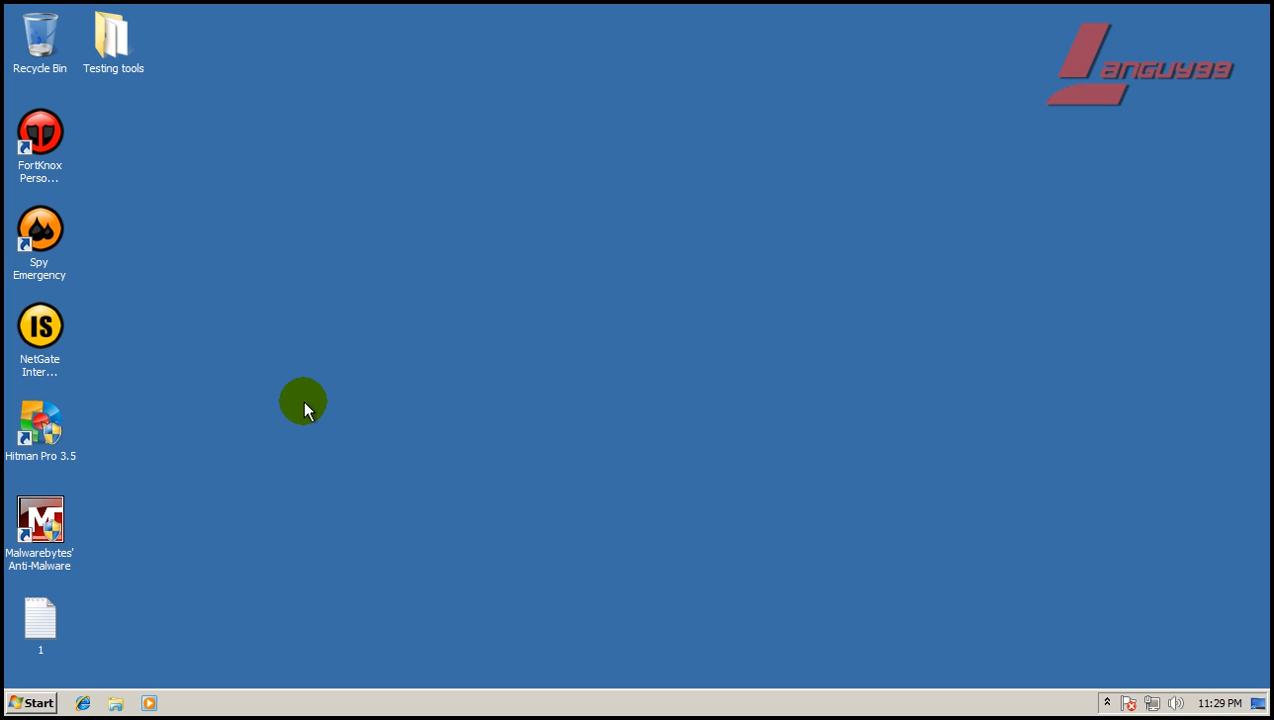 Recycle Bin
Testing tools
Languy99
FortKnox
Perso...
Spy
Emergency
IS
NetGate
Inter...
Hitman Pro 3.5
M
Malwarebytes'
Anti-Malware
1
Start
11:29 PM